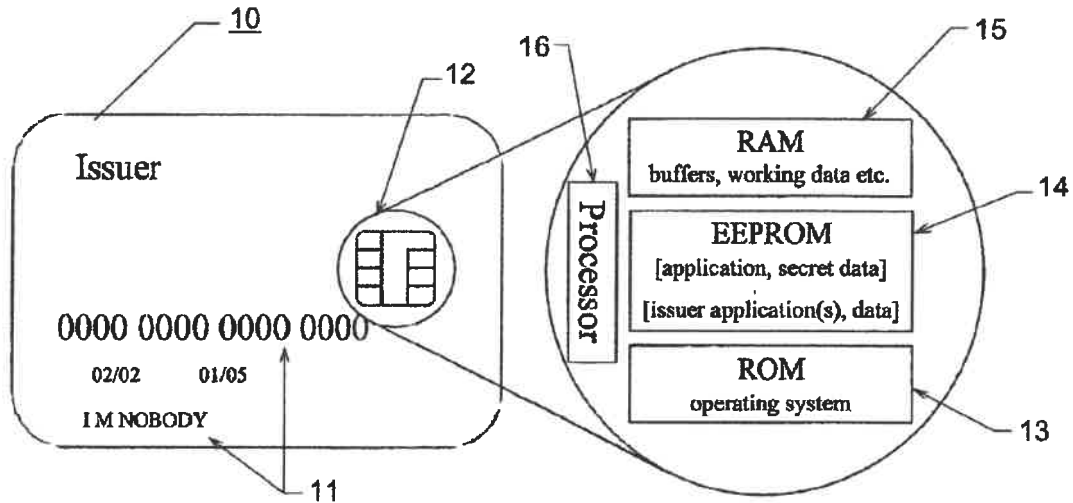 10
12
16
15
Issuer
RAM
buffers, working data etc.
14
Processor
EEPROM
[application, secret data]
[issuer application(s), data]
0000 0000 0000 0000
02/02 01/05
ROM
operating system
I M NOBODY
13
11